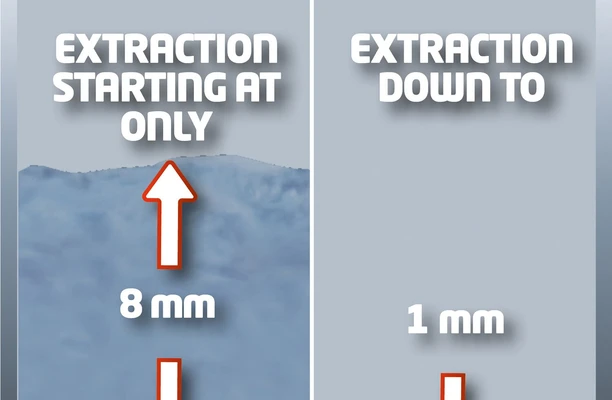 EXTRACTION
STARTING AT
ONLY
8 mm
EXTRACTION
DOWN TO
1 mm